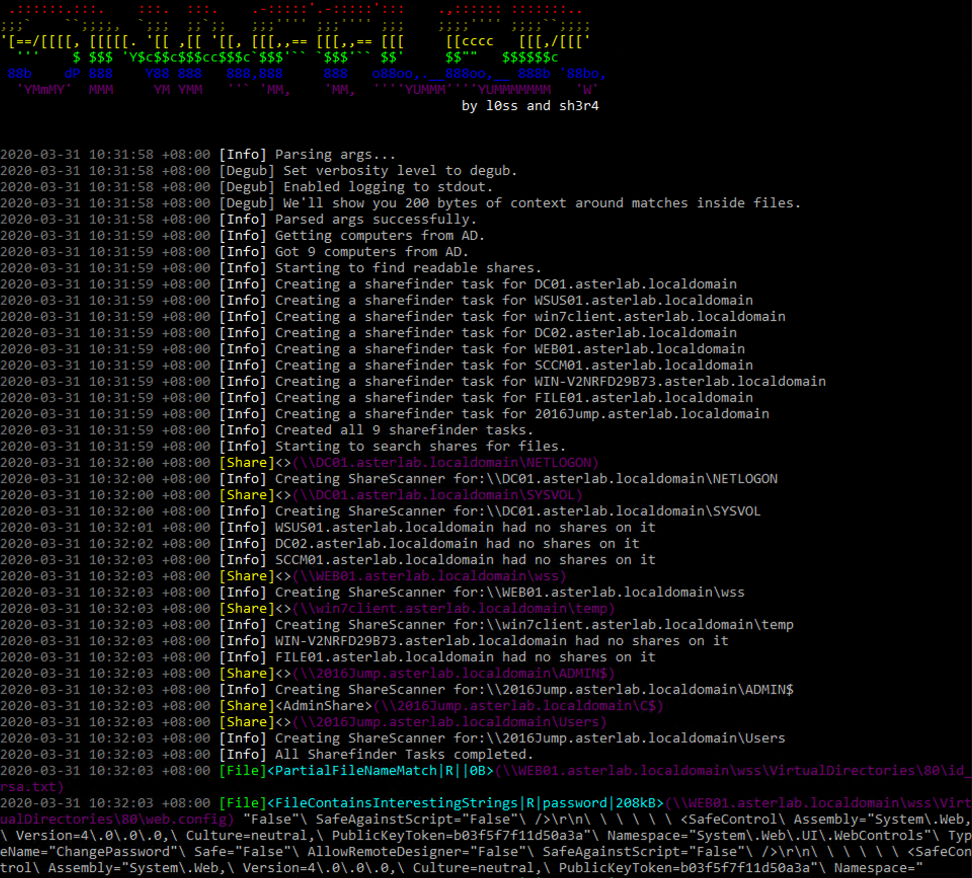 by l0ss and sh3r4
2020-03-31 10:31:58 +08:00 [Info] Parsing args...
2020-03-31 10:31:58 +08:00 [Degub] Set verbosity level to degub.
2020-03-31 10:31:58 +08:00 [Degub] Enabled logging to stdout.
2020-03-31 10:31:58 +08:00 [Degub] We'll show you 200 bytes of context around matches inside files.
2020-03-31 10:31:58 +08:00 [Info] Parsed args successfully.
2020-03-31 10:31:59 +08:00 [Info] Getting computers from AD.
2020-03-31 10:31:59 +08:00 [Info] Got 9 computers from AD.
2020-03-31 10:31:59 +08:00 [Info] Starting to find readable shares.
2020-03-31 10:31:59 +08:00 [Info] Creating a sharefinder task for DC01.asterlab.localdomain
2020-03-31 10:31:59 +08:00 [Info] Creating a sharefinder task for WSUS01.asterlab.localdomain
2020-03-31 10:31:59 +08:00 [Info] Creating a sharefinder task for win7client.asterlab.localdomain
2020-03-31 10:31:59 +08:00 [Info] Creating a sharefinder task for DC02.asterlab.localdomain
2020-03-31 10:31:59 +08:00 [Info] Creating a sharefinder task for WEB01.asterlab.localdomain
2020-03-31 10:31:59 +08:00 [Info] Creating a sharefinder task for SCCM01.asterlab.localdomain
2020-03-31 10:31:59 +08:00 [Info] Creating a sharefinder task for WIN-V2NRFD29B73.asterlab.localdomain
2020-03-31 10:31:59 +08:00 [Info] Creating a sharefinder task for FILE01.asterlab.localdomain
2020-03-31 10:31:59 +08:00 [Info] Creating a sharefinder task for 2016Jump.asterlab.localdomain
2020-03-31 10:31:59 +08:00 [Info] Created all 9 sharefinder tasks.
2020-03-31 10:31:59 +08:00 [Info] Starting to search shares for files.
2020-03-31 10:32:00 +08:00 [Share]<>(\\DC01.asterlab.localdomain\NETLOGON)
2020-03-31 10:32:00 +08:00 [Info] Creating ShareScanner for:\\DC01.asterlab.localdomain\NETLOGON
2020-03-31 10:32:00 +08:00 [Share]<>(\\DC01.asterlab.localdomain\SYSVOL)
2020-03-31 10:32:00 +08:00 [Info] Creating ShareScanner for:\\DC01.asterlab.localdomain\SYSVOL
2020-03-31 10:32:01 +08:00 [Info] WSUS01.asterlab.localdomain had no shares on it
2020-03-31 10:32:02 +08:00 [Info] DC02.asterlab.localdomain had no shares on it
2020-03-31 10:32:03 +08:00 [Info] SCCM01.asterlab.localdomain had no shares on it
2020-03-31 10:32:03 +08:00 [Share]<>(\\WEB01.asterlab.localdomain\wss)
2020-03-31 10:32:03 +08:00 [Info] Creating ShareScanner for:\\WEB01.asterlab.localdomain\wss
2020-03-31 10:32:03 +08:00 [Share]<>(\\win7client.asterlab.localdomain\temp)
2020-03-31 10:32:03 +08:00 [Info] Creating ShareScanner for:\\win7client.asterlab.localdomain\temp
2020-03-31 10:32:03 +08:00 [Info] WIN-V2NRFD29B73.asterlab.localdomain had no shares on it
2020-03-31 10:32:03 +08:00 [Info] FILE01.asterlab.localdomain had no shares on it
2020-03-31 10:32:03 +08:00 [Share]<>(\\2016Jump.asterlab.localdomain\ADMIN$)
2020-03-31 10:32:03 +08:00 [Info] Creating ShareScanner for:\\2016Jump.asterlab.localdomain\ADMIN$
2020-03-31 10:32:03 +08:00 [Share]<AdminShare>(\\2016Jump.asterlab.localdomain\C$)
2020-03-31 10:32:03 +08:00 [Share]<>(\\2016Jump.asterlab.localdomain\Users)
2020-03-31 10:32:03 +08:00 [Info] Creating ShareScanner for:\\2016Jump.asterlab.localdomain\Users
2020-03-31 10:32:03 +08:00 [Info] All Sharefinder Tasks completed.
2020-03-31 10:32:03 +08:00 [File]<PartialFileNameMatch|R||0B>(\\WEB01.asterlab.localdomain\wss\VirtualDirectories\80\id_
rsa.txt)
2020-03-31 10:32:03 +08:00 [File]<FileContainsInterestingStrings|R|password|208kB>(\\WEB01.asterlab.localdomain\wss\Virt
ualDirectories\80\web.config) "False"\ SafeAgainstScript="False"\ />\r\n\ \ \ \ \ \ <SafeControl\ Assembly="System\.Web,
\ Version=4\.0\.0\.0,\ Culture=neutral,\ PublicKeyToken=b03f5f7f11d50a3a"\ Namespace="System\.Web\.UI\.WebControls"\ Typ
eName="ChangePassword"\ Safe="False"\ AllowRemoteDesigner="False"\ SafeAgainstScript="False"\ />\r\n\ \ \ \ \ \ <SafeCon
trol\ Assembly="System\.Web,\ Version=4\.0\.0\.0,\ Culture=neutral,\ PublicKeyToken=b03f5f7f11d50a3a"\ Namespace="